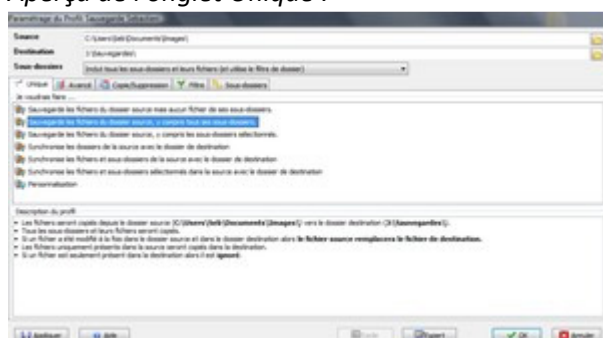 Aperçu de l'onglet Unique :
Paramétrage du Profil: Sauvegarde Sébastien
Source C:\Users\Seb\Documents\Images\
Destination J:\Sauvegardes\
Sous-dossiers Inclut tous les sous-dossiers et leurs fichiers (et utilise le filtre de dossier)
Unique Avancé Copie/Suppression Filtre Sous-dossiers
Je voudrais faire ...
Sauvegarde les fichiers du dossier source mais aucun fichier de ses sous-dossiers.
Sauvegarde les fichiers du dossier source, y compris tous ses sous-dossiers.
Sauvegarde les fichiers du dossier source, y compris les sous-dossiers sélectionnés.
Synchronise les dossiers de la source avec le dossier de destination
Synchronise les fichiers et sous-dossiers de la source avec le dossier de destination
Synchronise les fichiers et sous-dossiers sélectionnés dans la source avec le dossier de destination
Personnalisation
Description du profil
Les fichiers seront copiés depuis le dossier source (C:\Users\Seb\Documents\Images\) vers le dossier destination (J:\Sauvegardes\).
Tous les sous-dossiers et leurs fichiers seront copiés.
Si un fichier a été modifié à la fois dans le dossier source et dans le dossier destination alors le fichier source remplacera le fichier de destination.
Les fichiers uniquement présents dans la source seront copiés dans la destination.
Si un fichier est seulement présent dans la destination alors il est ignoré.
Appliquer Aide Expert OK Annuler